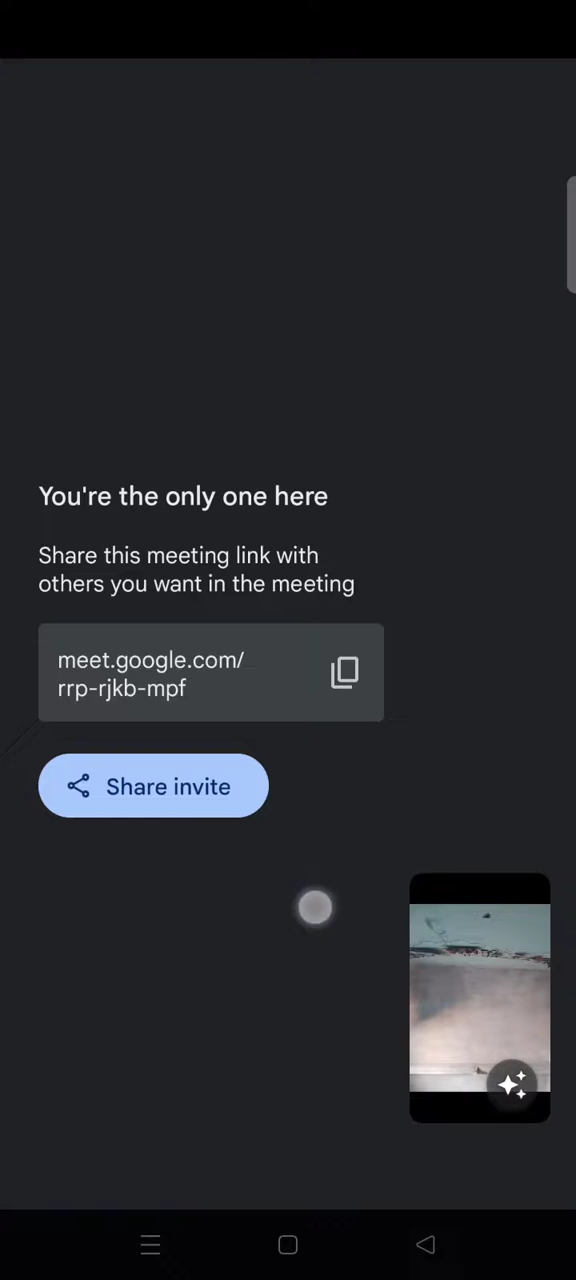 You're the only one here
Share this meeting link with
others you want in the meeting
meet.google.com/
rrp-rjkb-mpf
Share invite